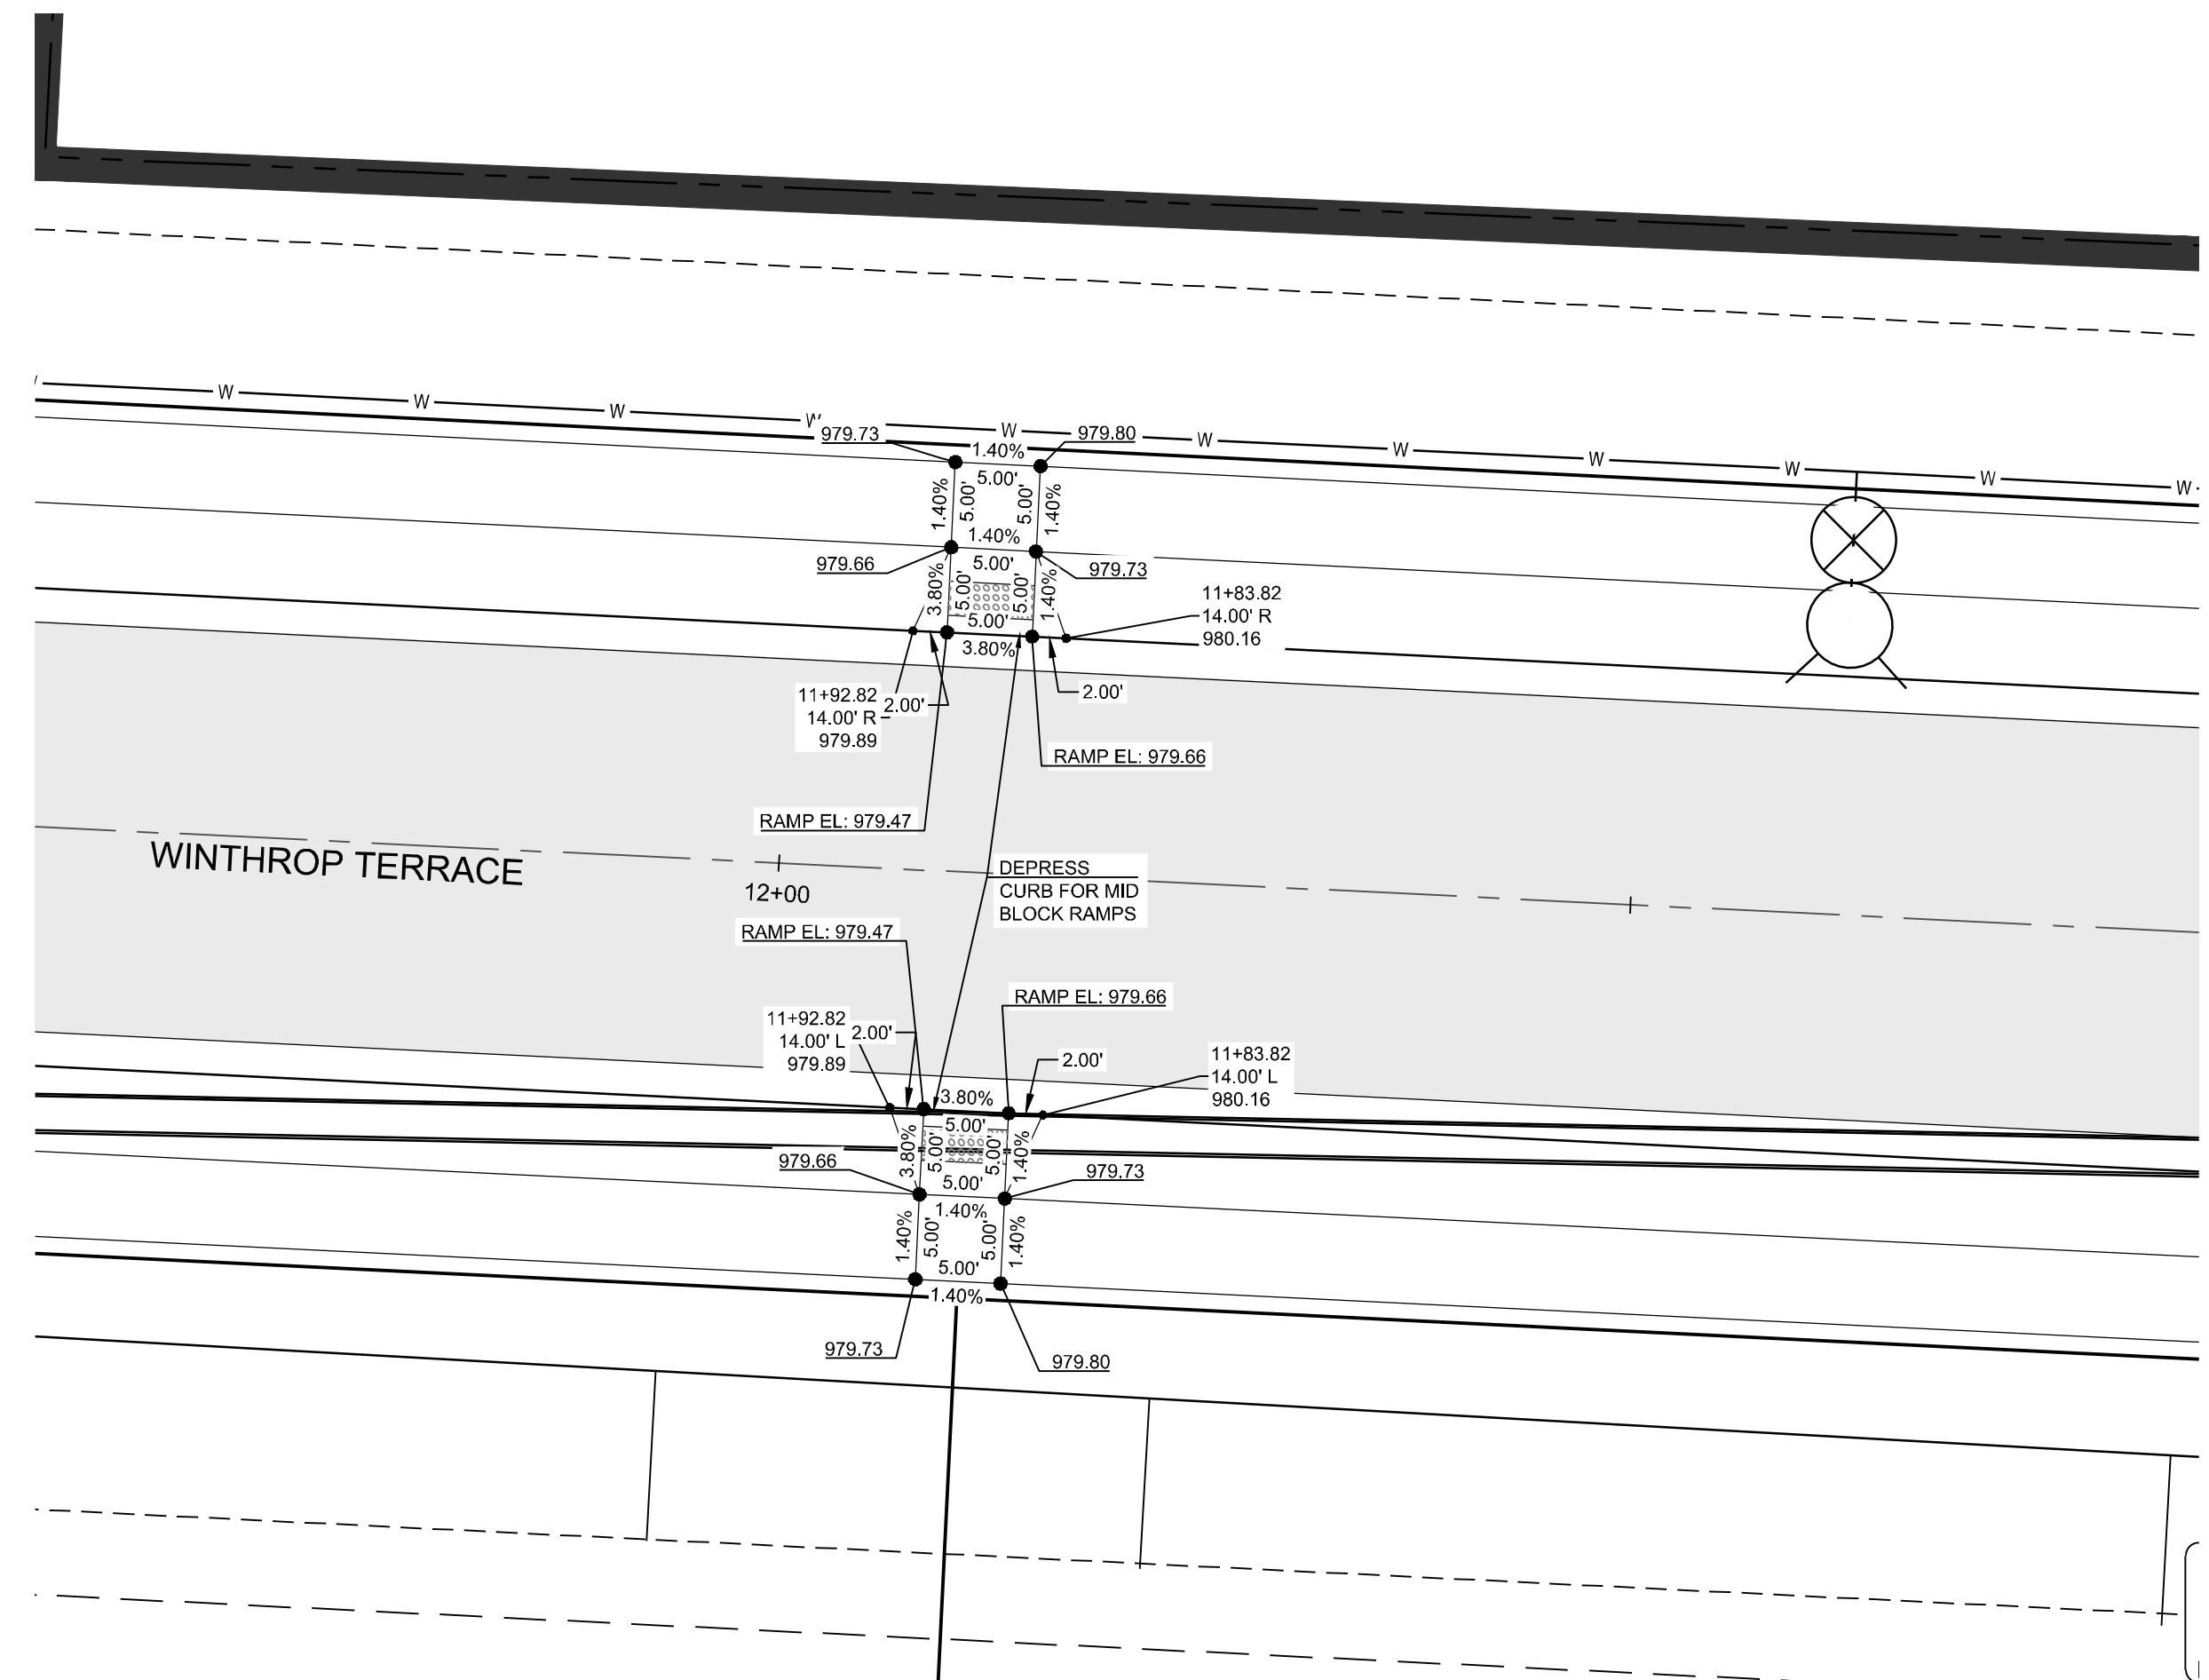 W
W
W
W
W
W
W
W
W
W
W
979.73
979.80
1.40%
5.00'
1.40%
5.00'
5.00'
1.40%
1.40%
979.66
5.00'
979.73
3.80%
5.00'
5.00'
1.40%
5.00'
3.80%
11+83.82
14.00' R
980.16
11+92.82
14.00' R
979.89
2.00'
2.00'
RAMP EL: 979.66
RAMP EL: 979.47
WINTHROP TERRACE
12+00
DEPRESS
CURB FOR MID
BLOCK RAMPS
RAMP EL: 979.47
RAMP EL: 979.66
11+92.82
14.00' L
979.89
2.00'
2.00'
11+83.82
14.00' L
980.16
3.80%
5.00'
3.80%
5.00'
5.00'
1.40%
979.66
979.73
5.00'
1.40%
1.40%
5.00'
5.00'
1.40%
5.00'
1.40%
979.73
979.80